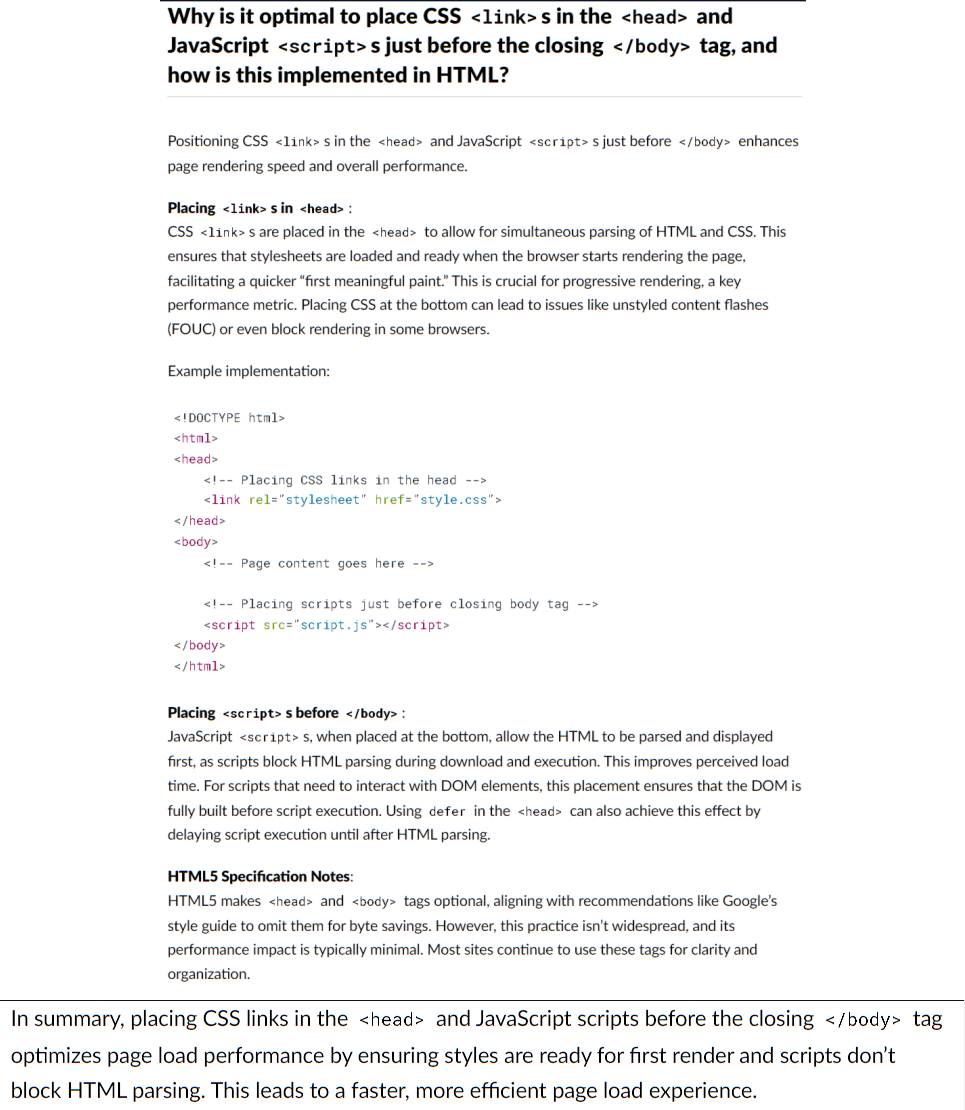 Why is it optimal to place CSS <link> s in the <head> and
JavaScript <script> s just before the closing </body> tag, and
how is this implemented in HTML?
Positioning CSS <link> s in the <head> and JavaScript <script> s just before </body> enhances
page rendering speed and overall performance.
Placing <link> s in <head> :
CSS <link> s are placed in the <head> to allow for simultaneous parsing of HTML and CSS. This
ensures that stylesheets are loaded and ready when the browser starts rendering the page,
facilitating a quicker “first meaningful paint.” This is crucial for progressive rendering, a key
performance metric. Placing CSS at the bottom can lead to issues like unstyled content flashes
(FOUC) or even block rendering in some browsers.
Example implementation:
<!DOCTYPE html>
<html>
<head>
    <!-- Placing CSS links in the head -->
    <link rel="stylesheet" href="style.css">
</head>
<body>
    <!-- Page content goes here -->
    <!-- Placing scripts just before closing body tag -->
    <script src="script.js"></script>
</body>
</html>
Placing <script> s before </body> :
JavaScript <script> s, when placed at the bottom, allow the HTML to be parsed and displayed
first, as scripts block HTML parsing during download and execution. This improves perceived load
time. For scripts that need to interact with DOM elements, this placement ensures that the DOM is
fully built before script execution. Using defer in the <head> can also achieve this effect by
delaying script execution until after HTML parsing.
HTML5 Specification Notes:
HTML5 makes <head> and <body> tags optional, aligning with recommendations like Google’s
style guide to omit them for byte savings. However, this practice isn’t widespread, and its
performance impact is typically minimal. Most sites continue to use these tags for clarity and
organization.
In summary, placing CSS links in the <head> and JavaScript scripts before the closing </body> tag
optimizes page load performance by ensuring styles are ready for first render and scripts don’t
block HTML parsing. This leads to a faster, more efficient page load experience.